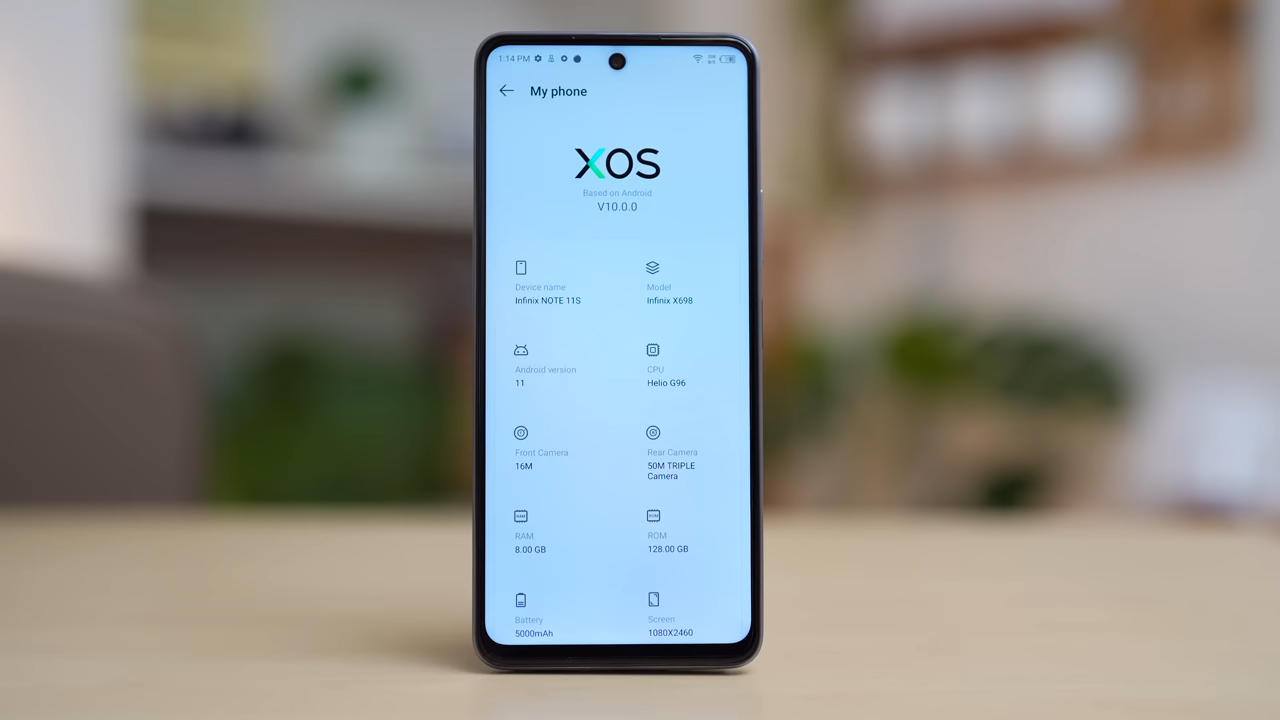 1:14 PM
My phone
XOS
Based on Android
V10.0.0
Device name
Infinix NOTE 11S
Model
Infinix X698
Android version
11
CPU
Helio G96
Front Camera
16M
Rear Camera
50M TRIPLE
Camera
RAM
8.00 GB
ROM
128.00 GB
Battery
5000mAh
Screen
1080X2460